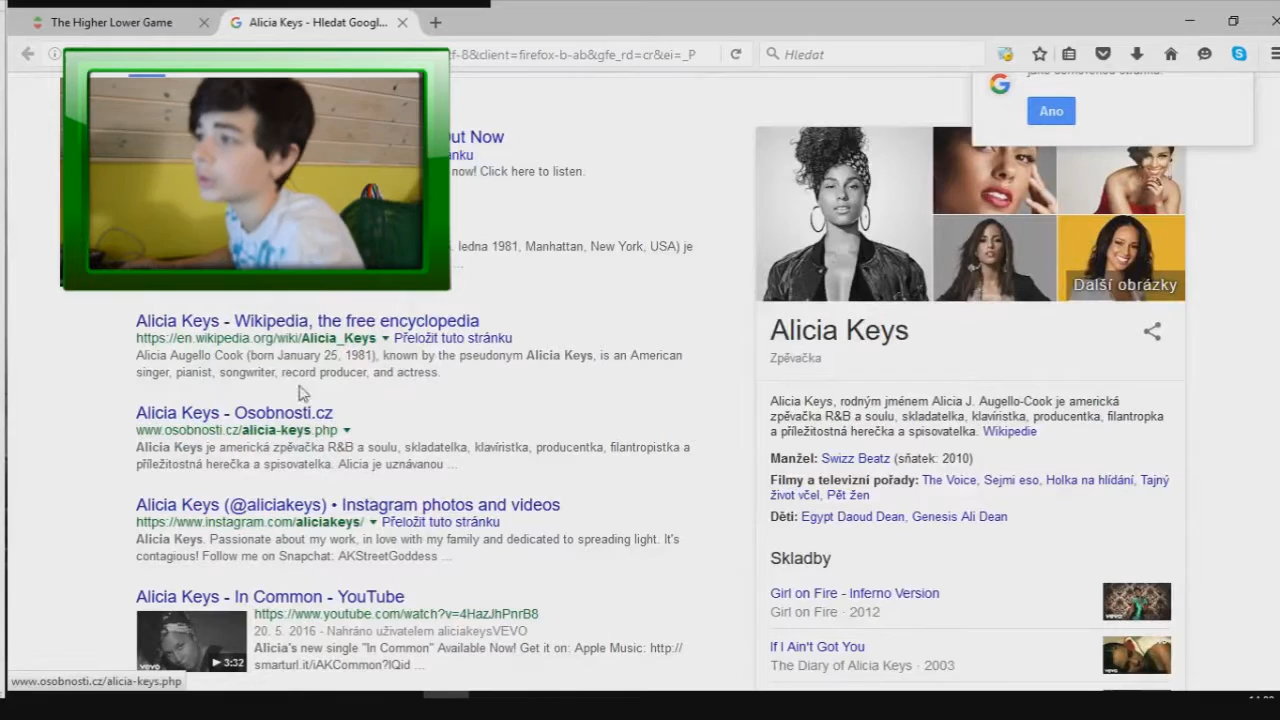 The Higher Lower Game
Alicia Keys - Hledat Googl...
tf-8&client=firefox-b-ab&gfe_rd=cr&ei=_P
Hledat
Ano
Out Now
now! Click here to listen.
ledna 1981, Manhattan, New York, USA) je
...
Alicia Keys - Wikipedia, the free encyclopedia
https://en.wikipedia.org/wiki/Alicia_Keys Přeložit tuto stránku
Alicia Augello Cook (born January 25, 1981), known by the pseudonym Alicia Keys, is an American
singer, pianist, songwriter, record producer, and actress.
Alicia Keys - Osobnosti.cz
www.osobnosti.cz/alicia-keys.php
Alicia Keys je americká zpěvačka R&B a soulu, skladatelka, klavíristka, producentka, filantropistka a
příležitostná herečka a spisovatelka. Alicia je uznávanou ...
Alicia Keys (@aliciakeys) • Instagram photos and videos
https://www.instagram.com/aliciakeys/ Přeložit tuto stránku
Alicia Keys. Passionate about my work, in love with my family and dedicated to spreading light. It's
contagious! Follow me on Snapchat: AKStreetGoddess ...
Alicia Keys - In Common - YouTube
https://www.youtube.com/watch?v=4HazJhPnrB8
20. 5. 2016 - Nahráno uživatelem aliciakeysVEVO
Alicia's new single "In Common" Available Now! Get it on: Apple Music: http://
smarturl.it/iAKCommon?IQid ...
vevo
3:32
www.osobnosti.cz/alicia-keys.php
Další obrázky
Alicia Keys
Zpěvačka
Alicia Keys, rodným jménem Alicia J. Augello-Cook je americká
zpěvačka R&B a soulu, skladatelka, klavíristka, producentka, filantropka
a příležitostná herečka a spisovatelka. Wikipedie
Manžel: Swizz Beatz (sňatek: 2010)
Filmy a televizní pořady: The Voice, Sejmi eso, Holka na hlídání, Tajný
život včel, Pět žen
Děti: Egypt Daoud Dean, Genesis Ali Dean
Skladby
Girl on Fire - Inferno Version
Girl on Fire · 2012
If I Ain't Got You
The Diary of Alicia Keys · 2003